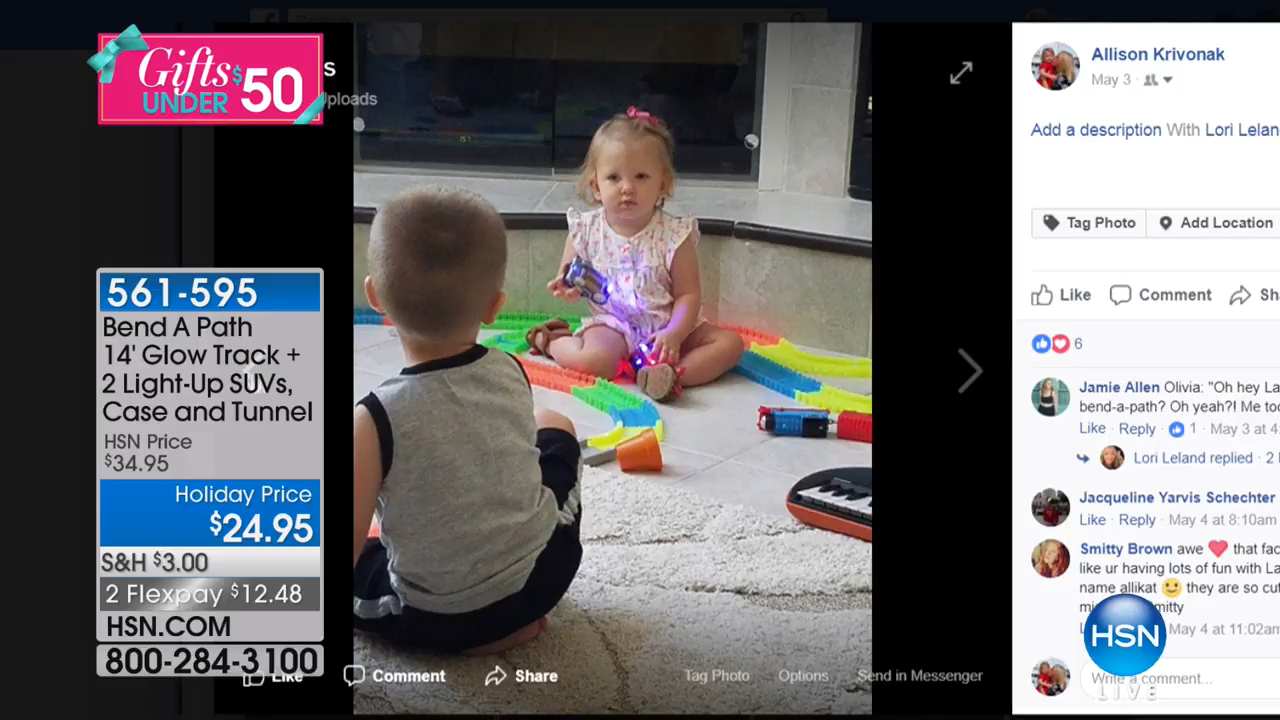 Gifts
UNDER $50
s
Uploads
561-595
Bend A Path
14' Glow Track +
2 Light-Up SUVs,
Case and Tunnel
HSN Price
$34.95
Holiday Price
$24.95
S&H $3.00
2 Flexpay $12.48
HSN.COM
800-284-3100
Like Comment Share
Tag Photo Options Send in Messenger
Allison Krivonak
May 3
Add a description With Lori Lelan
Tag Photo Add Location
Like Comment Sh
6
Jamie Allen Olivia: "Oh hey La
bend-a-path? Oh yeah?! Me too
Like · Reply · 1 · May 3 at 4:
Lori Leland replied · 2
Jacqueline Yarvis Schechter
Like · Reply · May 4 at 8:10am
Smitty Brown awe ❤ that fac
like ur having lots of fun with La
name allikat 😉 they are so cut
mitty
May 4 at 11:02am
Write a comment...
HSN
LIVE